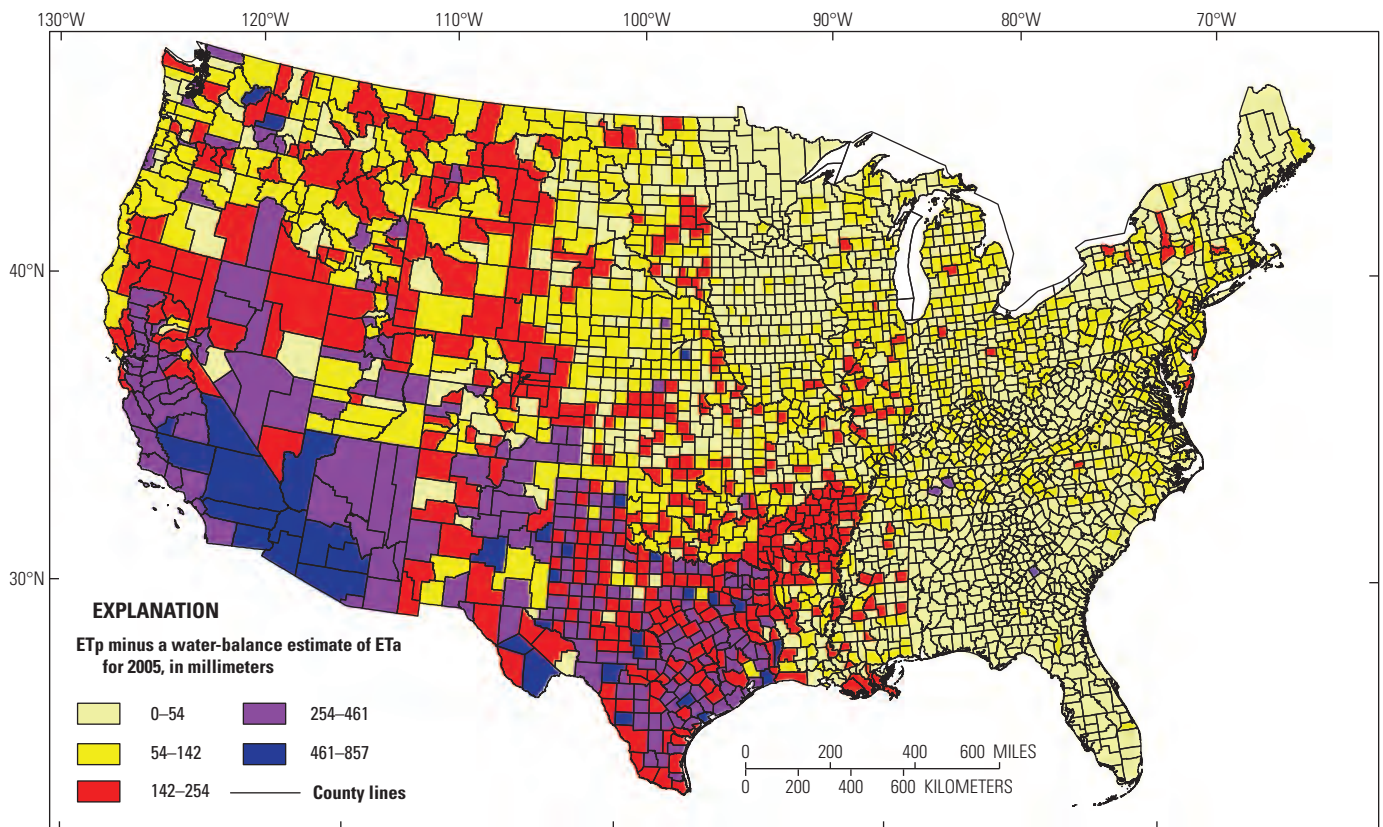 130°W 120°W 110°W 100°W 90°W 80°W 70°W
40°N
30°N
EXPLANATION
ETp minus a water-balance estimate of ETa
for 2005, in millimeters
0–54 254–461
54–142 461–857
142–254 County lines
0 200 400 600 MILES
0 200 400 600 KILOMETERS